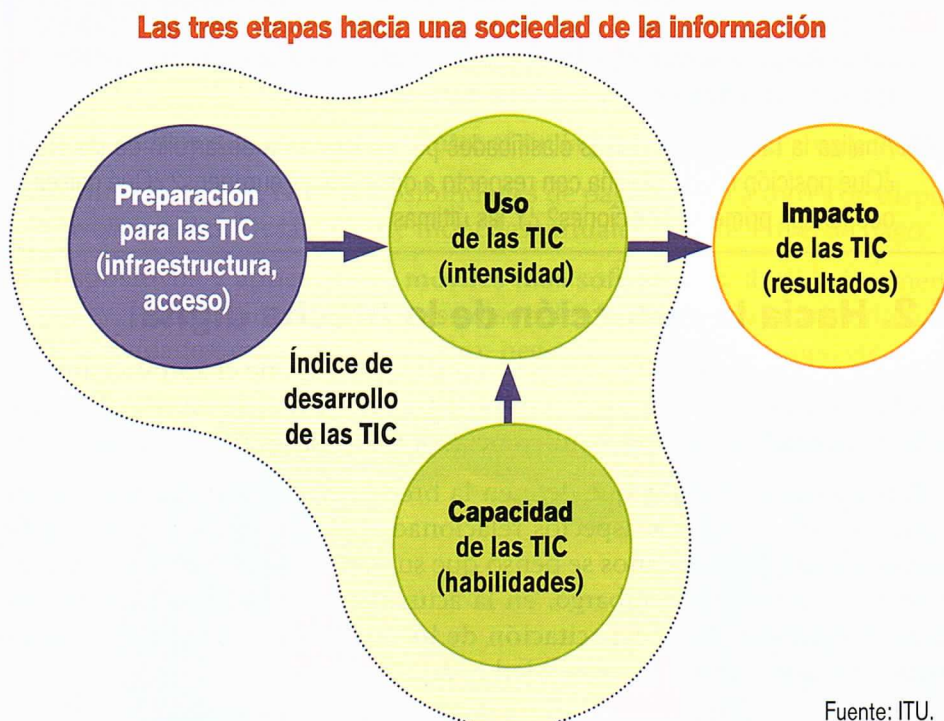 Las tres etapas hacia una sociedad de la información
Preparación
para las TIC
(infraestructura,
acceso)
Uso
de las TIC
(intensidad)
Impacto
de las TIC
(resultados)
Índice de
desarrollo
de las TIC
Capacidad
de las TIC
(habilidades)
Fuente: ITU.